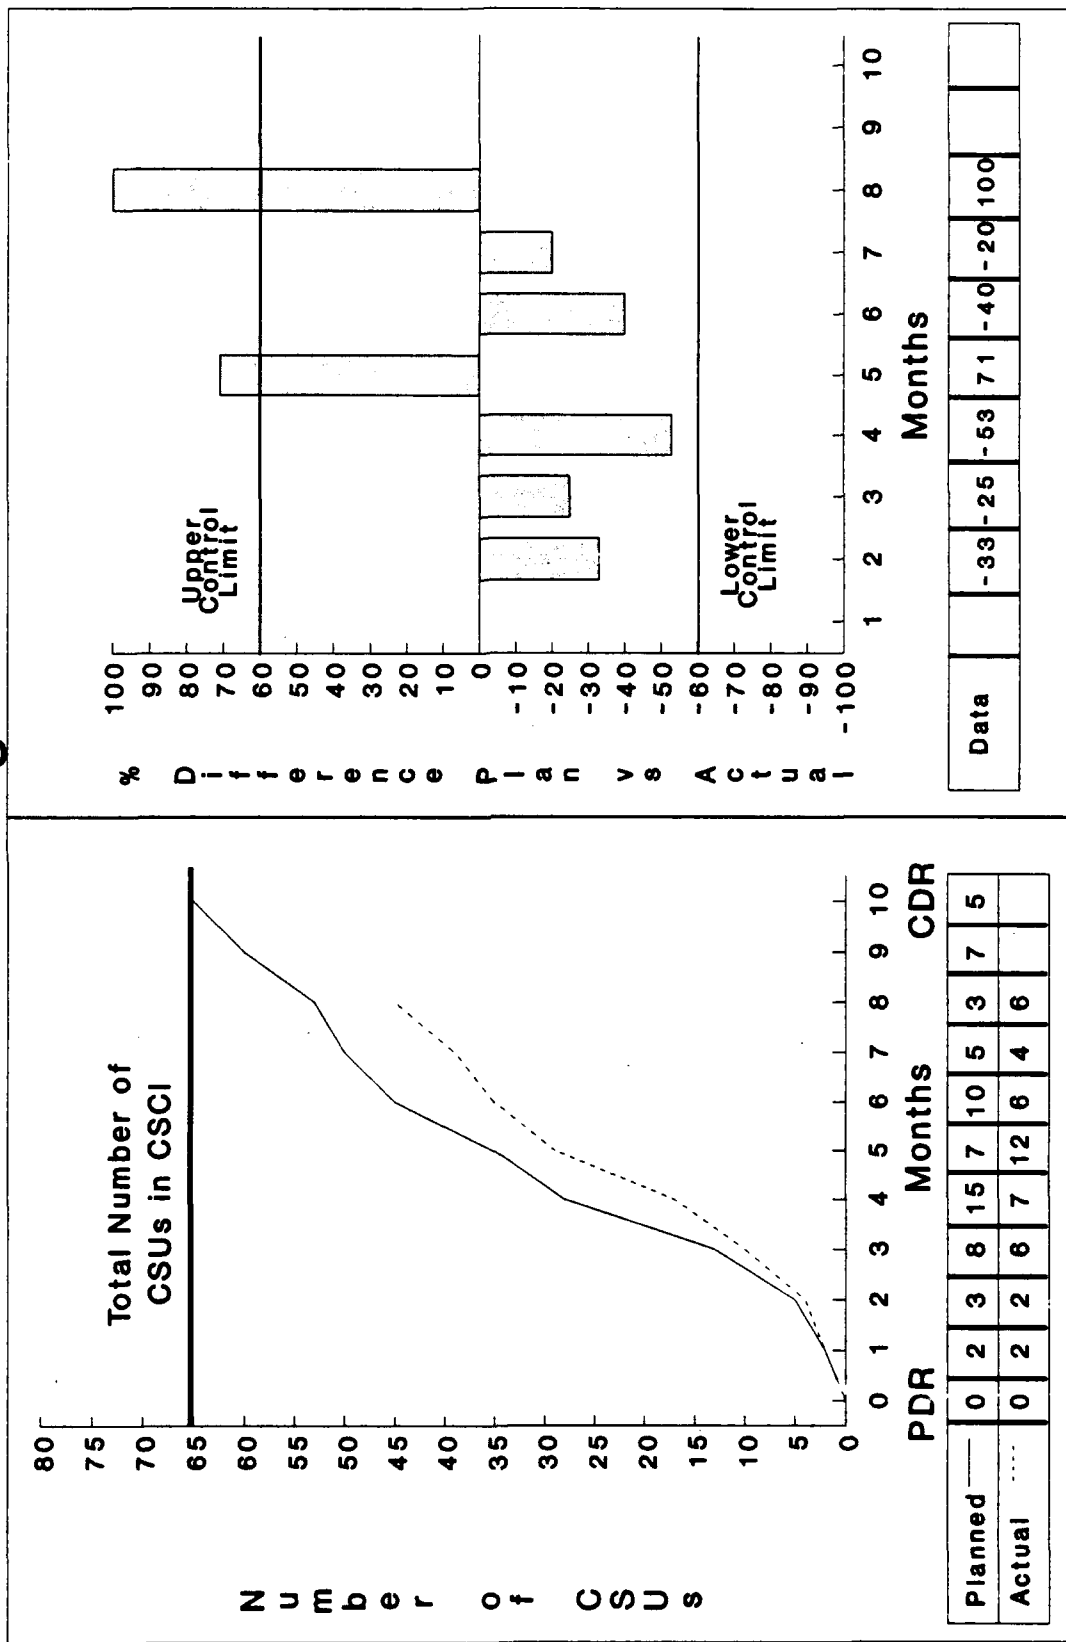 Total Number of
CSUs in CSCI
Number of CSUs
80
75
70
65
60
55
50
45
40
35
30
25
20
15
10
5
0
0 1 2 3 4 5 6 7 8 9 10
PDR Months CDR
Planned 0 2 3 8 15 7 10 5 3 7 5
Actual 0 2 2 6 7 12 6 4 6
% Difference Plan vs Actual
100
90
80
70
60
50
40
30
20
10
0
-10
-20
-30
-40
-50
-60
-70
-80
-90
-100
Upper
Control
Limit
Lower
Control
Limit
1 2 3 4 5 6 7 8 9 10
Months
Data -33 -25 -53 71 -40 -20 100